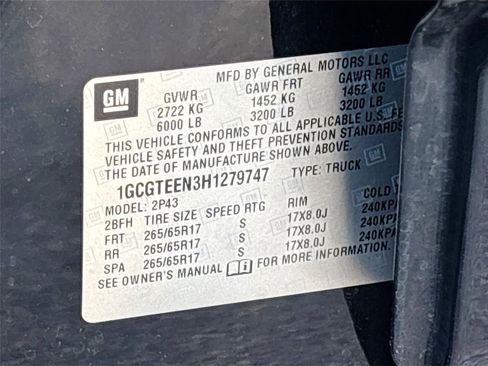 GM
MFD BY GENERAL MOTORS LLC
GVWR GAWR FRT GAWR RR
2722 KG 1452 KG 1452 KG
6000 LB 3200 LB 3200 LB
THIS VEHICLE CONFORMS TO ALL APPLICABLE U.S. FE
VEHICLE SAFETY AND THEFT PREVENTION STANDARDS
THE DATE OF MANUFACTURE SHOWN ABOVE.
1GCGTEEN3H1279747 TYPE: TRUCK
MODEL: 2P43
2BFH TIRE SIZE SPEED RTG RIM COLD
FRT 265/65R17 S 17X8.0J 240KPA
RR 265/65R17 S 17X8.0J 240KPA
SPA 265/65R17 S 17X8.0J 240KPA
SEE OWNER'S MANUAL FOR MORE INFORMATION